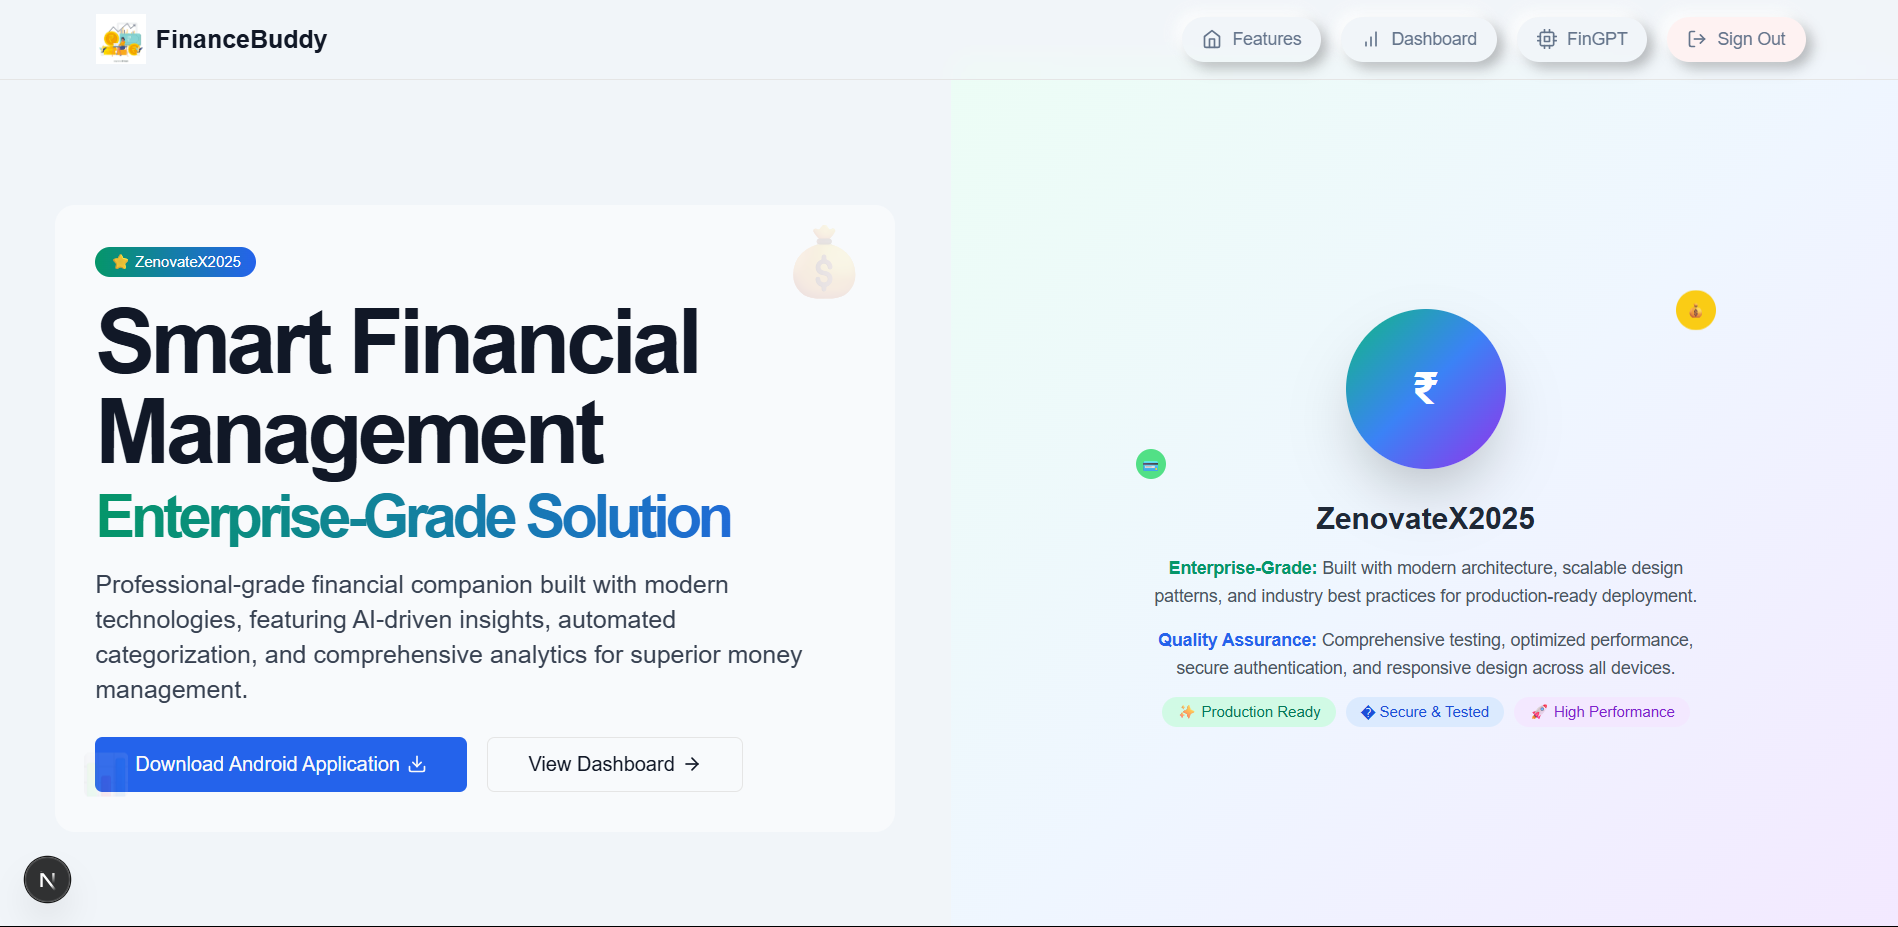 FinanceBuddy
Features
Dashboard
FinGPT
Sign Out
⭐ ZenovateX2025
Smart Financial
Management
Enterprise-Grade Solution
Professional-grade financial companion built with modern
technologies, featuring AI-driven insights, automated
categorization, and comprehensive analytics for superior money
management.
Download Android Application
View Dashboard →
N
₹
ZenovateX2025
Enterprise-Grade: Built with modern architecture, scalable design
patterns, and industry best practices for production-ready deployment.
Quality Assurance: Comprehensive testing, optimized performance,
secure authentication, and responsive design across all devices.
✨ Production Ready
� Secure & Tested
🚀 High Performance